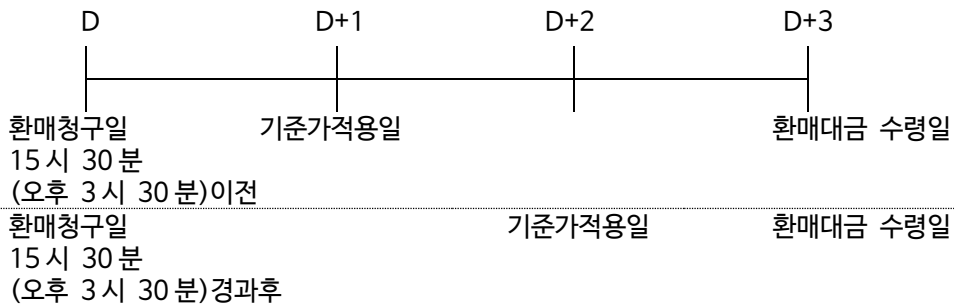 D D+1 D+2 D+3
환매청구일 기준가적용일 환매대금 수령일
15시 30분
(오후 3시 30분)이전
환매청구일 기준가적용일 환매대금 수령일
15시 30분
(오후 3시 30분)경과후